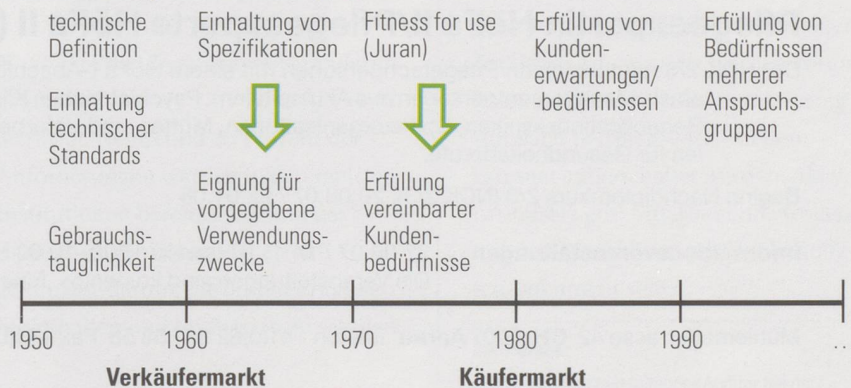 technische
Definition
Einhaltung
technischer
Standards
Gebrauchs-
tauglichkeit
Einhaltung von
Spezifikationen
Eignung für
vorgegebene
Verwendungs-
zwecke
Fitness for use
(Juran)
Erfüllung
vereinbarter
Kunden-
bedürfnisse
Erfüllung von
Kunden-
erwartungen/
-bedürfnissen
Erfüllung von
Bedürfnissen
mehrerer
Anspruchs-
gruppen
1950 1960 1970 1980 1990 ..
Verkäufermarkt Käufermarkt